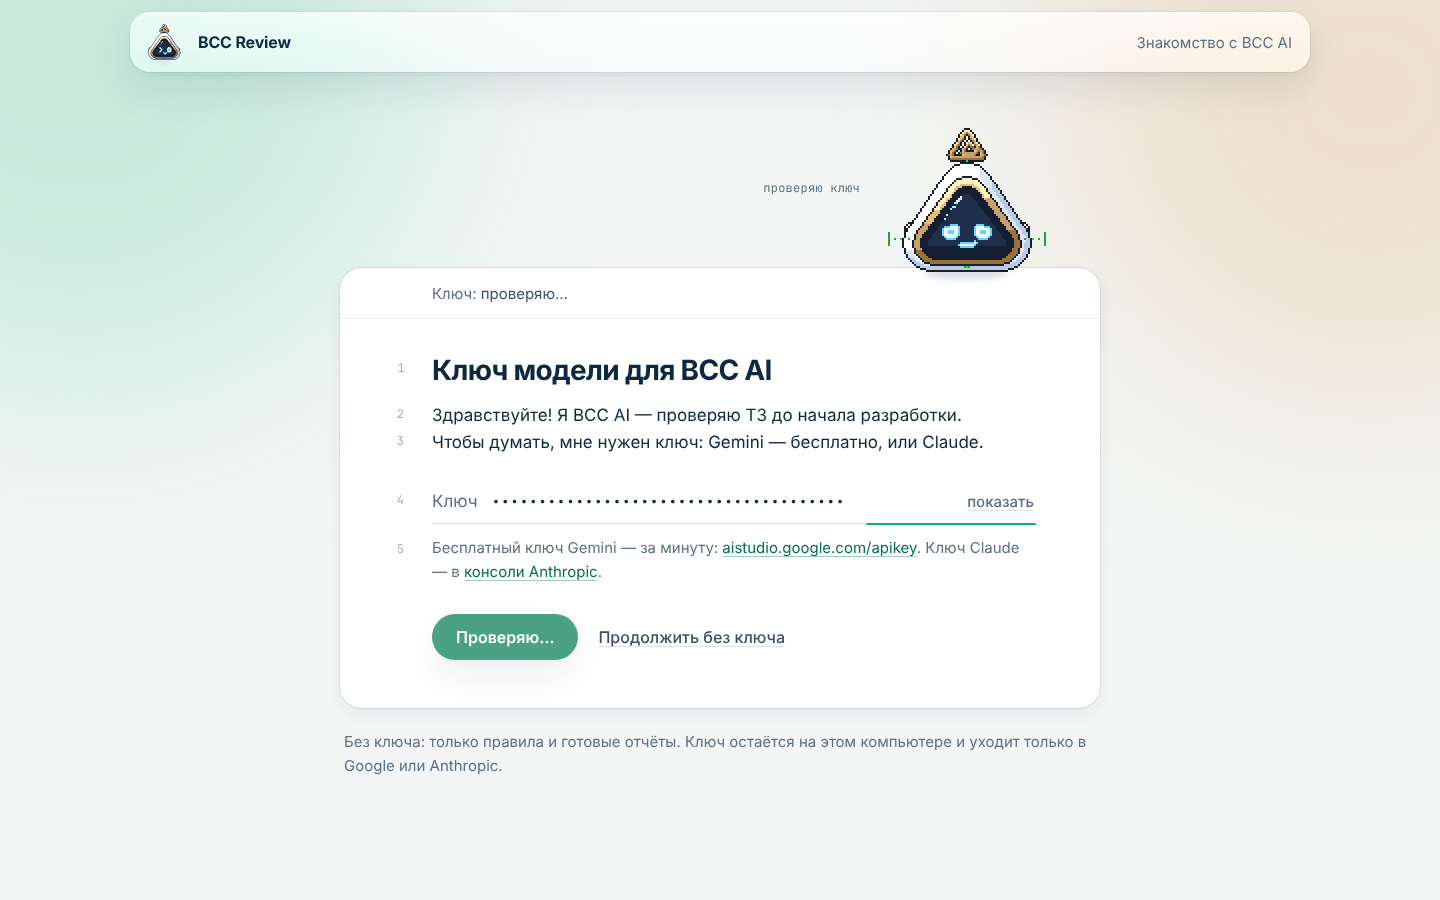 BCC Review
Знакомство с BCC AI
проверяю ключ
Ключ: проверяю…
1
Ключ модели для BCC AI
2
Здравствуйте! Я BCC AI — проверяю ТЗ до начала разработки.
3
Чтобы думать, мне нужен ключ: Gemini — бесплатно, или Claude.
4
Ключ
показать
5
Бесплатный ключ Gemini — за минуту: aistudio.google.com/apikey. Ключ Claude
— в консоли Anthropic.
Проверяю…
Продолжить без ключа
Без ключа: только правила и готовые отчёты. Ключ остаётся на этом компьютере и уходит только в
Google или Anthropic.